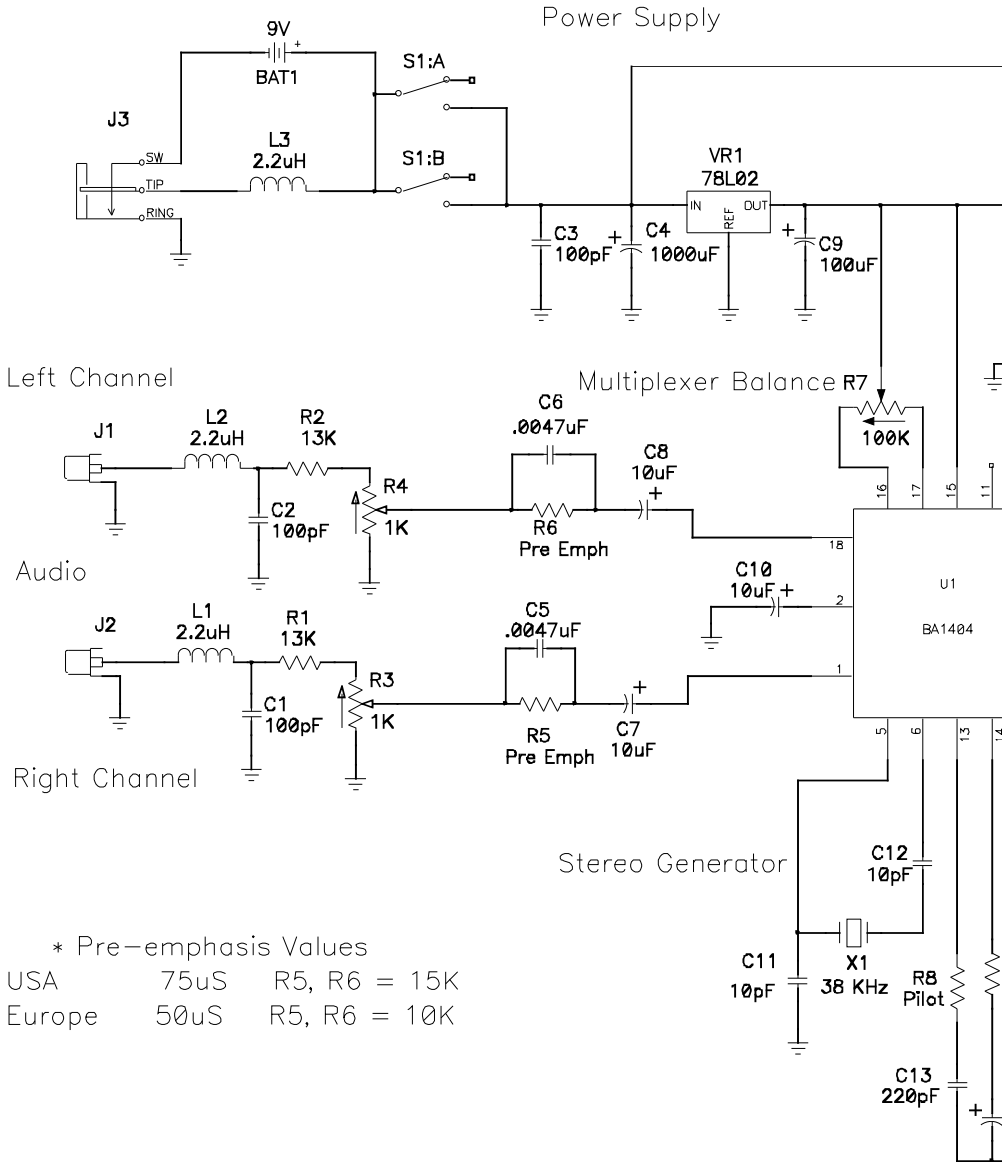 Power Supply
9V
+
BAT1
S1:A
J3
SW
L3
2.2uH
S1:B
VR1
78L02
TIP
IN
OUT
REF
RING
C3
100pF
+
C4
1000uF
+
C9
100uF
Left Channel
Multiplexer Balance
R7
100K
J1
L2
2.2uH
R2
13K
C6
.0047uF
C8
10uF
+
R4
1K
16
17
15
11
C2
100pF
R6
Pre Emph
18
Audio
C10
10uF
+
2
U1
BA1404
J2
L1
2.2uH
R1
13K
C5
.0047uF
1
R3
1K
+
C1
100pF
R5
Pre Emph
C7
10uF
5
6
13
14
Right Channel
Stereo Generator
C12
10pF
* Pre-emphasis Values
USA 75uS R5, R6 = 15K
Europe 50uS R5, R6 = 10K
C11
10pF
X1
38 KHz
R8
Pilot
C13
220pF
+